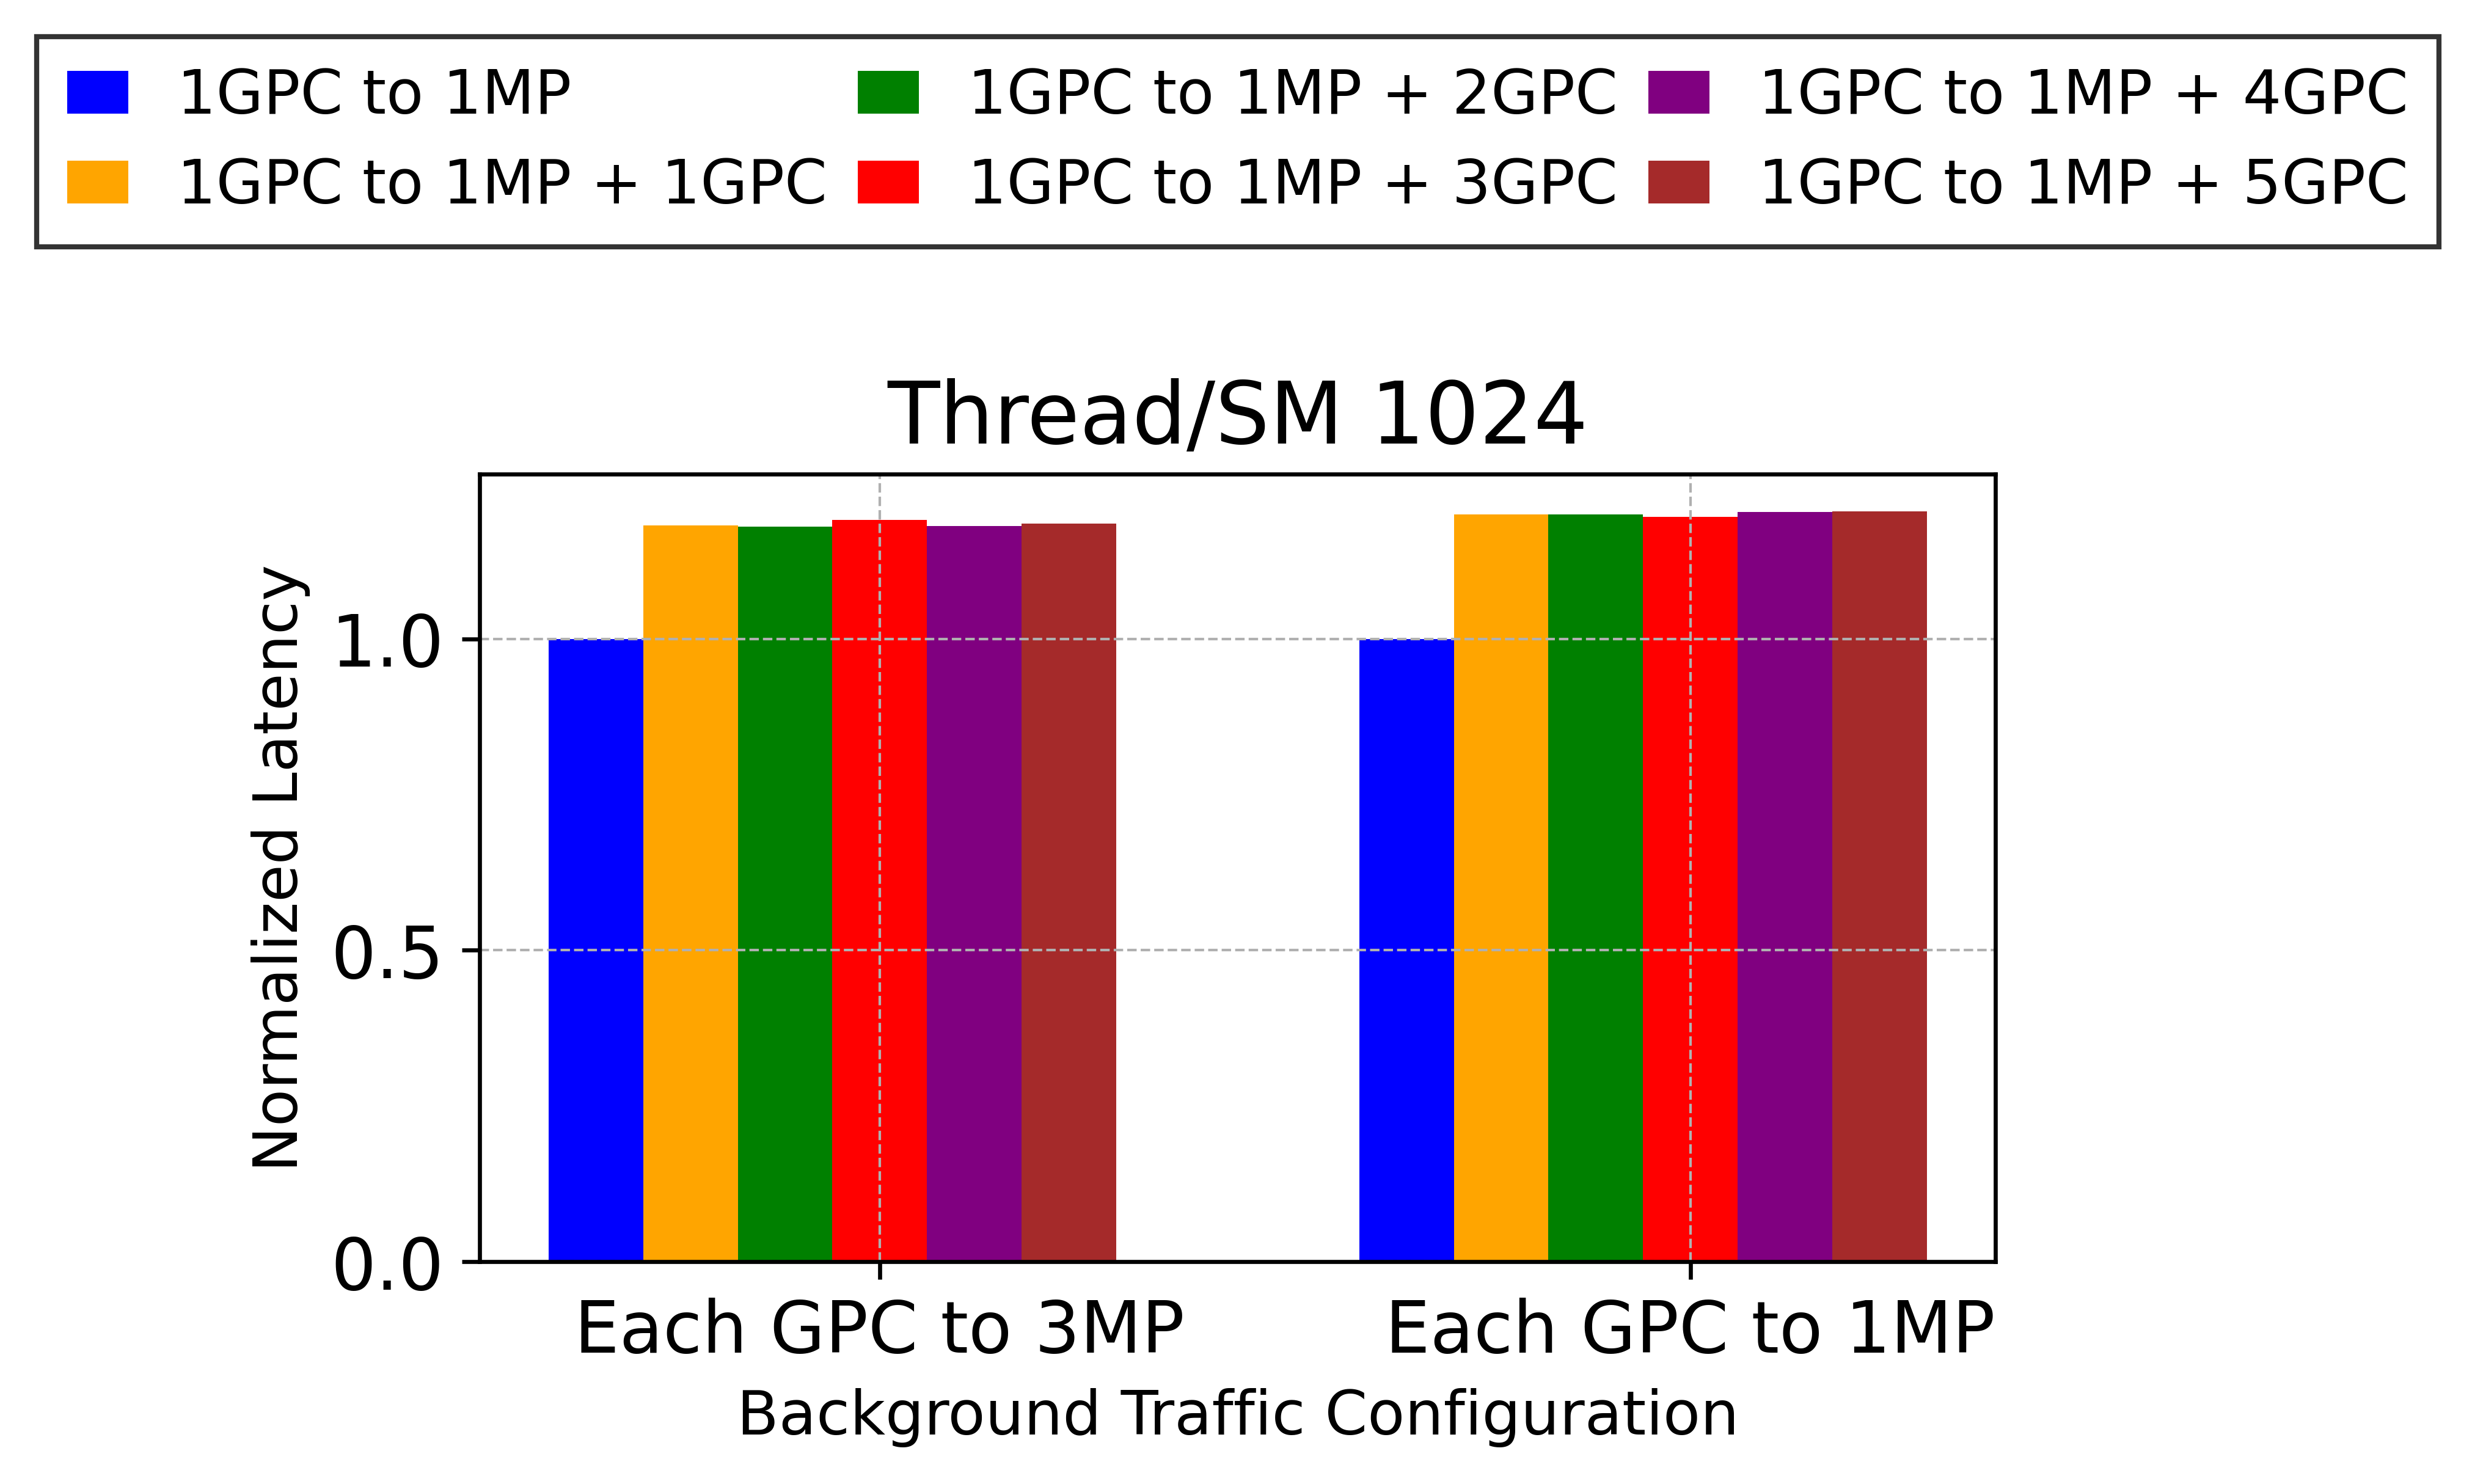 1GPC to 1MP
1GPC to 1MP + 1GPC
1GPC to 1MP + 2GPC
1GPC to 1MP + 3GPC
1GPC to 1MP + 4GPC
1GPC to 1MP + 5GPC
Thread/SM 1024
Normalized Latency
1.0
0.5
0.0
Each GPC to 3MP
Each GPC to 1MP
Background Traffic Configuration